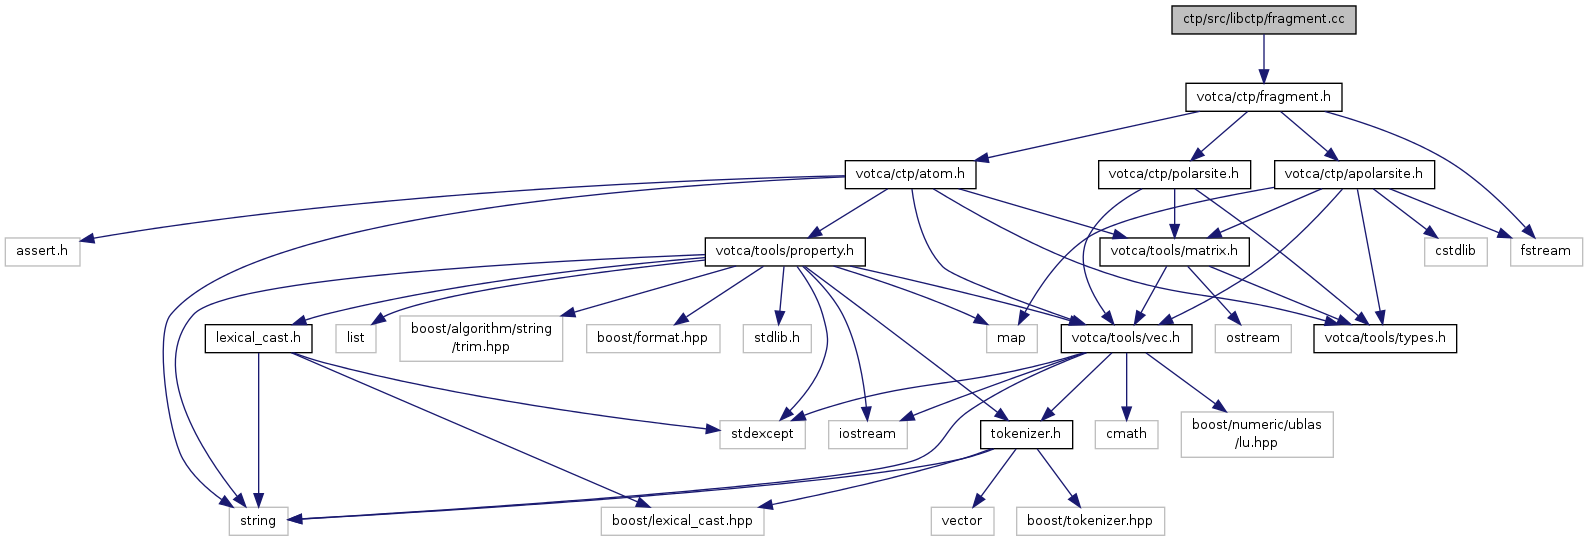 ctp/src/libctp/fragment.cc
votca/ctp/fragment.h
votca/ctp/atom.h
votca/ctp/polarsite.h
votca/ctp/apolarsite.h
assert.h
votca/tools/property.h
votca/tools/matrix.h
cstdlib
fstream
lexical_cast.h
list
boost/algorithm/string
/trim.hpp
boost/format.hpp
stdlib.h
map
votca/tools/vec.h
ostream
votca/tools/types.h
stdexcept
iostream
tokenizer.h
cmath
boost/numeric/ublas
/lu.hpp
string
boost/lexical_cast.hpp
vector
boost/tokenizer.hpp